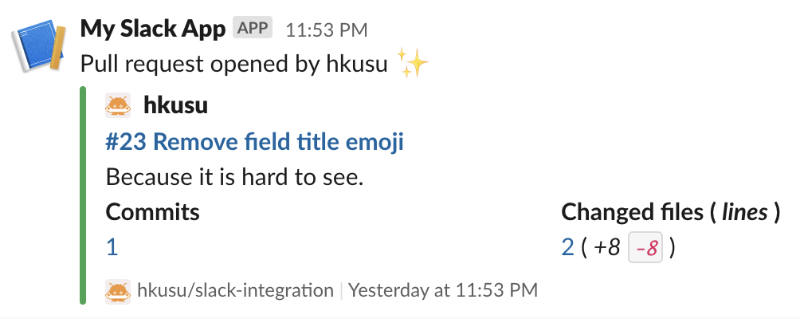 My Slack App APP 11:53 PM
Pull request opened by hkusu ✨
hkusu
#23 Remove field title emoji
Because it is hard to see.
Commits Changed files ( lines )
1 2 ( +8 -8 )
hkusu/slack-integration | Yesterday at 11:53 PM